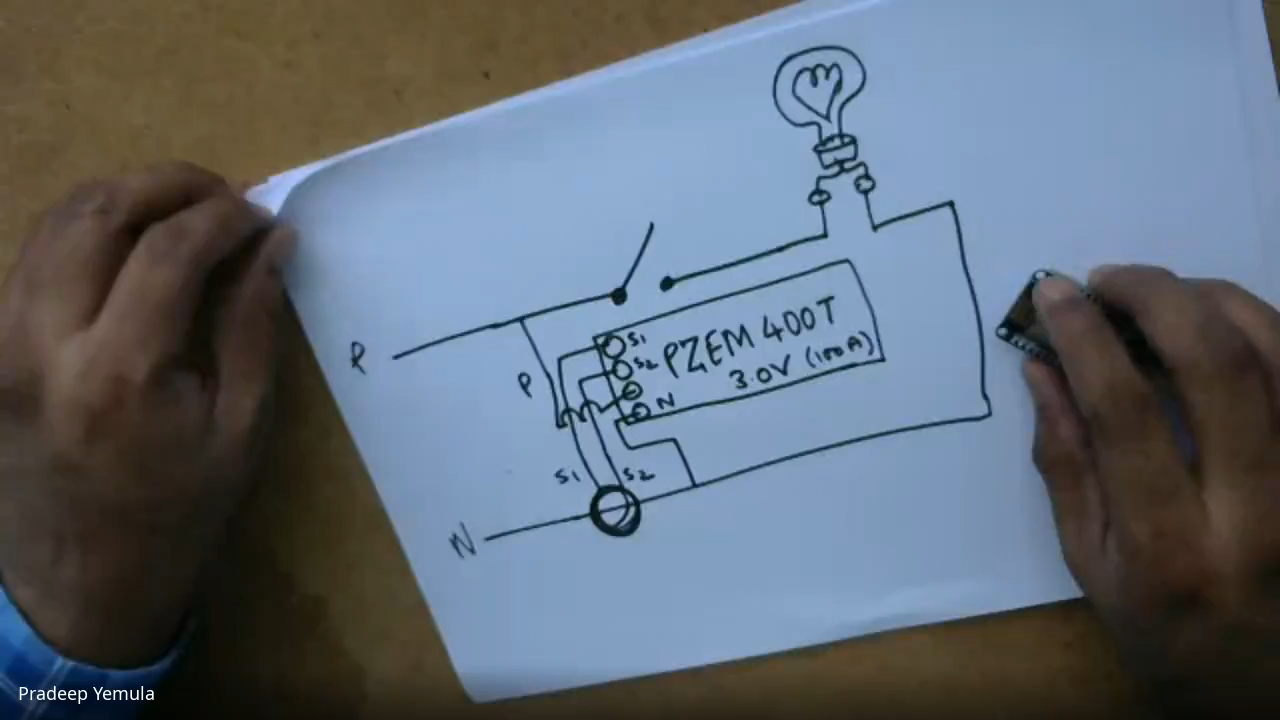 P
P
S1
S2
N
PZEM 400T
3.0V (100A)
S1
S2
N
Pradeep Yemula